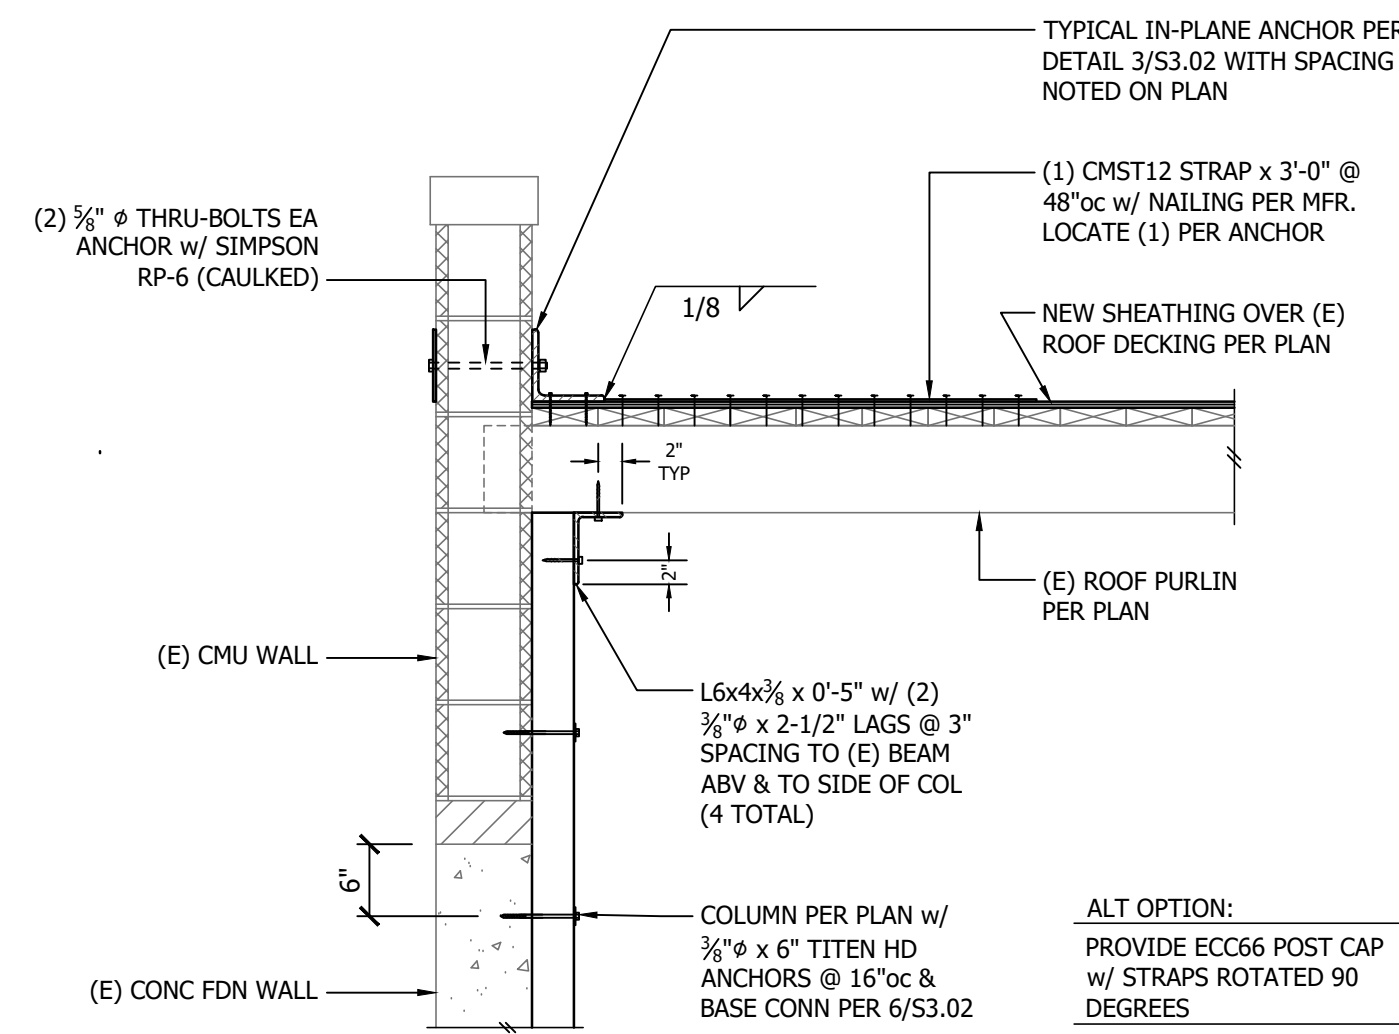 TYPICAL IN-PLANE ANCHOR PER
DETAIL 3/S3.02 WITH SPACING
NOTED ON PLAN
(1) CMST12 STRAP x 3'-0" @
48"oc w/ NAILING PER MFR.
LOCATE (1) PER ANCHOR
(2) ⅝" ϕ THRU-BOLTS EA
ANCHOR w/ SIMPSON
RP-6 (CAULKED)
1/8
NEW SHEATHING OVER (E)
ROOF DECKING PER PLAN
2"
TYP
2"
(E) ROOF PURLIN
PER PLAN
(E) CMU WALL
L6x4x⅜ x 0'-5" w/ (2)
⅜"ϕ x 2-1/2" LAGS @ 3"
SPACING TO (E) BEAM
ABV & TO SIDE OF COL
(4 TOTAL)
6"
COLUMN PER PLAN w/
⅜"ϕ x 6" TITEN HD
ANCHORS @ 16"oc &
BASE CONN PER 6/S3.02
(E) CONC FDN WALL
ALT OPTION:
PROVIDE ECC66 POST CAP
w/ STRAPS ROTATED 90
DEGREES